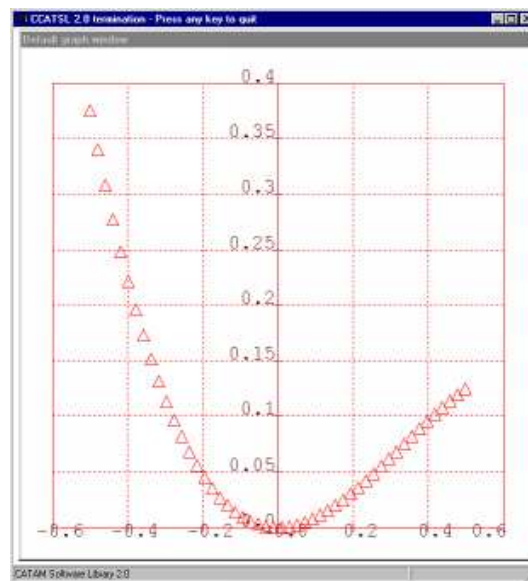 CCATSL 2.0 termination - Press any key to quit
Default graph window
0.4
0.35
0.3
0.25
0.2
0.15
0.1
0.05
-0.6 -0.4 -0.2 0.0 0.2 0.4 0.6
CATAM Software Library 2.0